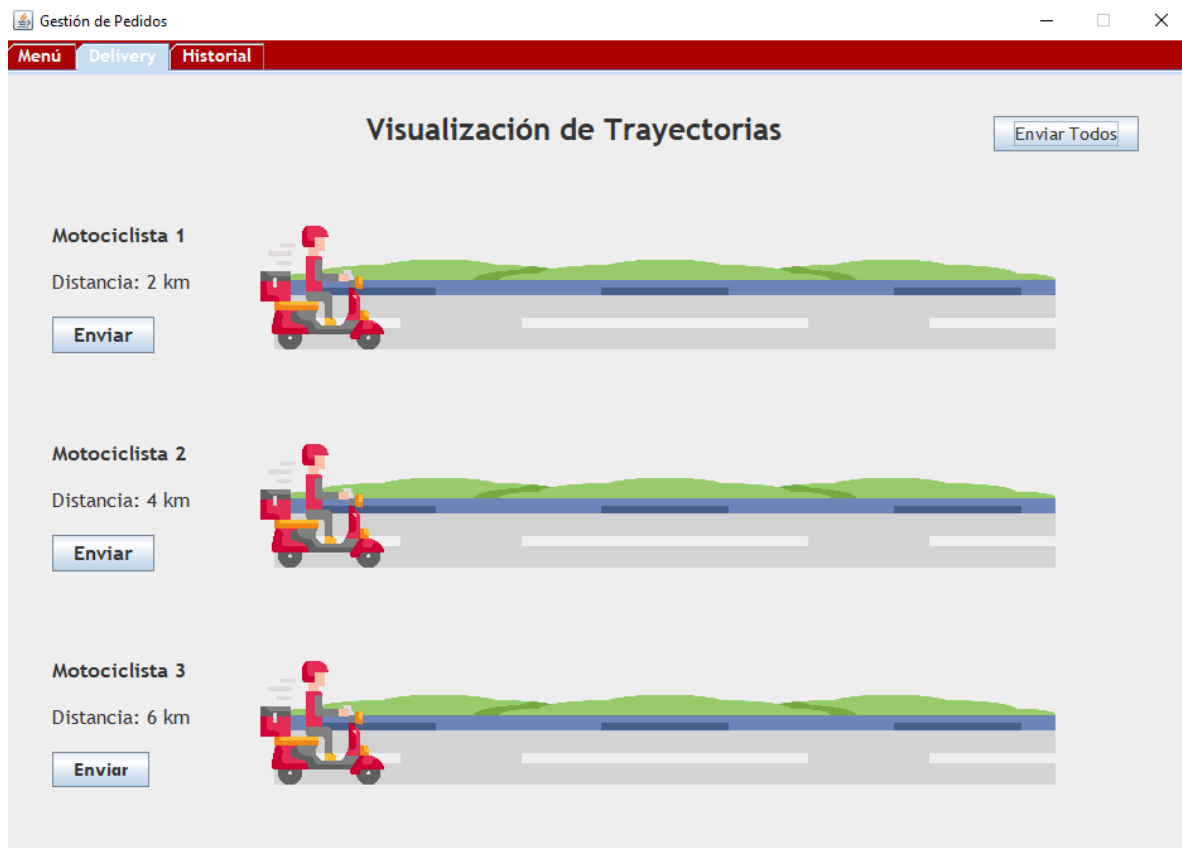 Gestión de Pedidos
Menú Delivery Historial
Visualización de Trayectorias
Enviar Todos
Motociclista 1
Distancia: 2 km
Enviar
Motociclista 2
Distancia: 4 km
Enviar
Motociclista 3
Distancia: 6 km
Enviar